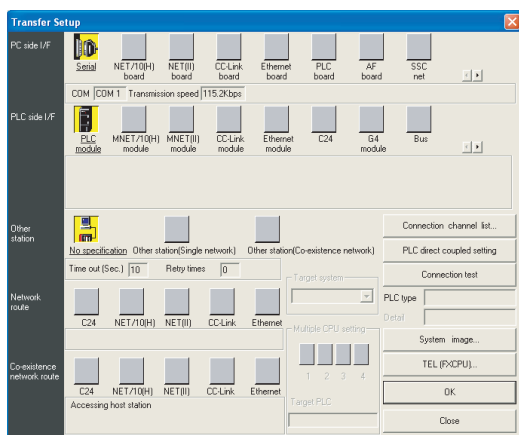 Transfer Setup
PC side I/F
Serial
NET/10(H) board
NET(II) board
CC-Link board
Ethernet board
PLC board
AF board
SSC net
COM COM 1 Transmission speed 115.2Kbps
PLC side I/F
PLC module
MNET/10(H) module
MNET(II) module
CC-Link module
Ethernet module
C24
G4 module
Bus
Other station
No specification
Other station(Single network)
Other station(Co-existence network)
Time out (Sec.) 10 Retry times 0
Connection channel list...
PLC direct coupled setting
Connection test
Target system
PLC type
Detail
System image...
TEL (FXCPU)...
OK
Close
Network route
C24 NET/10(H) NET(II) CC-Link Ethernet
Multiple CPU setting
1 2 3 4
Target PLC
Co-existence network route
C24 NET/10(H) NET(II) CC-Link Ethernet
Accessing host station